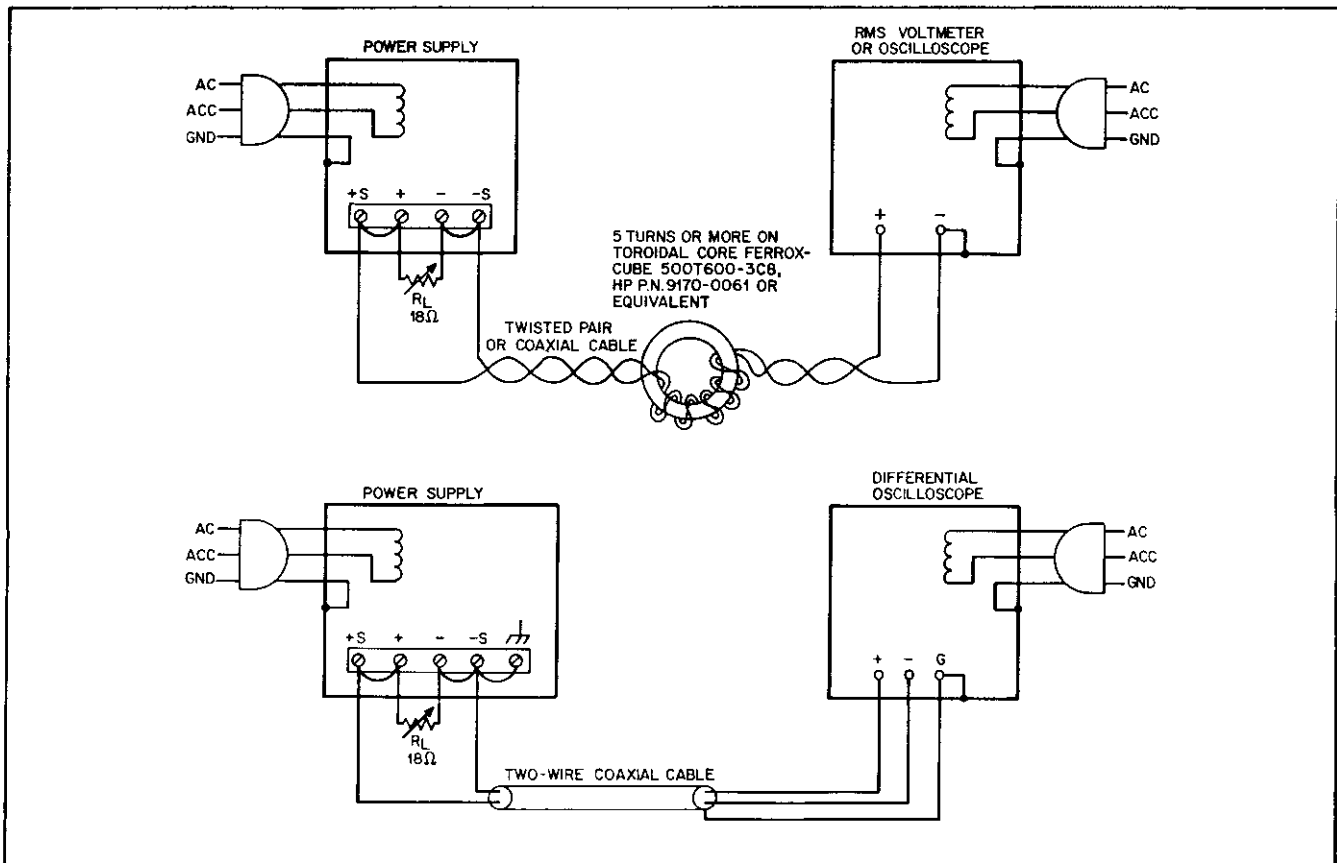 POWER SUPPLY
RMS VOLTMETER
OR OSCILLOSCOPE
AC
ACC
GND
AC
ACC
GND
+S + - -S
+ -
RL
18Ω
5 TURNS OR MORE ON
TOROIDAL CORE FERROX-
CUBE 500T600-3C8,
HP P.N. 9170-0061 OR
EQUIVALENT
TWISTED PAIR
OR COAXIAL CABLE
POWER SUPPLY
DIFFERENTIAL
OSCILLOSCOPE
AC
ACC
GND
AC
ACC
GND
+S + - -S
+ - G
RL
18Ω
TWO-WIRE COAXIAL CABLE